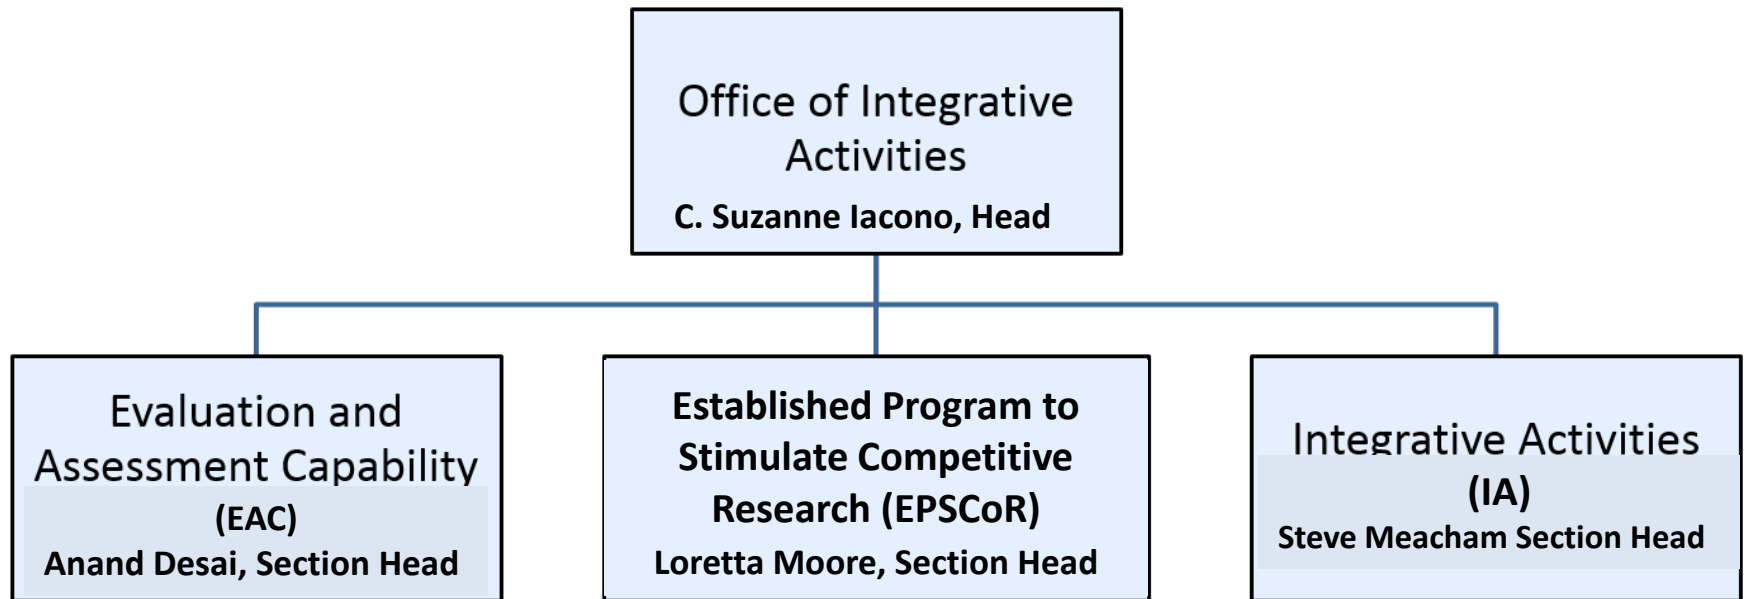 Office of Integrative
Activities
C. Suzanne Iacono, Head
Evaluation and
Assessment Capability
(EAC)
Anand Desai, Section Head
Established Program to
Stimulate Competitive
Research (EPSCoR)
Loretta Moore, Section Head
Integrative Activities
(IA)
Steve Meacham Section Head